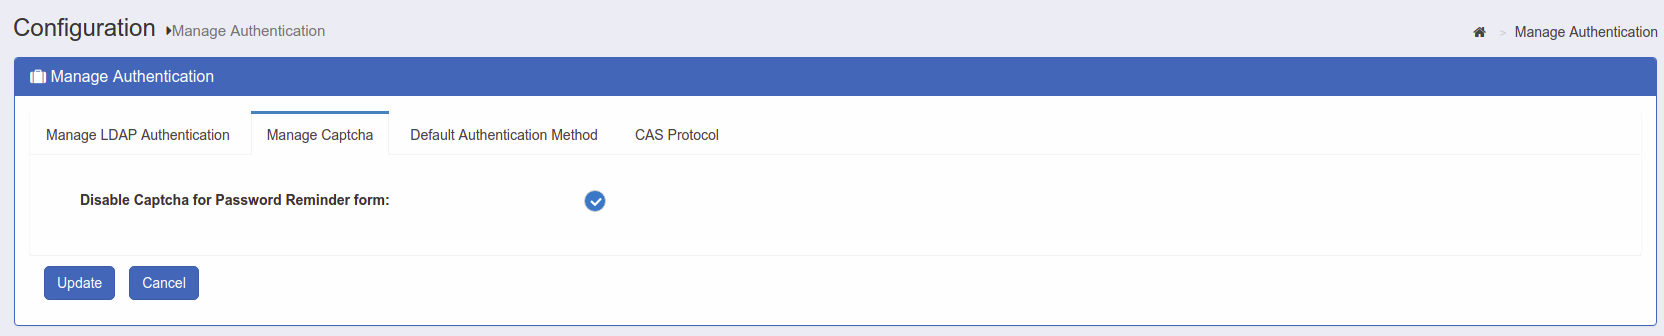 Configuration Manage Authentication
> Manage Authentication
Manage Authentication
Manage LDAP Authentication Manage Captcha Default Authentication Method CAS Protocol
Disable Captcha for Password Reminder form:
Update Cancel